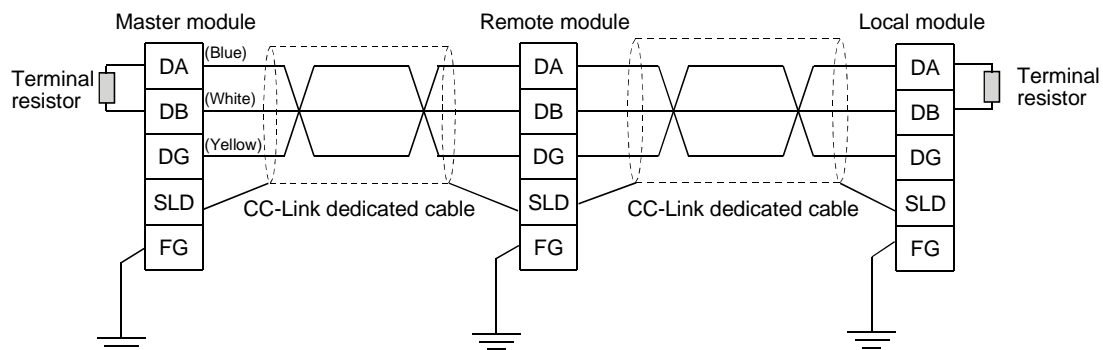 Master module
Remote module
Local module
Terminal
resistor
DA
DB
DG
SLD
FG
(Blue)
(White)
(Yellow)
CC-Link dedicated cable
DA
DB
DG
SLD
FG
CC-Link dedicated cable
DA
DB
DG
SLD
FG
Terminal
resistor